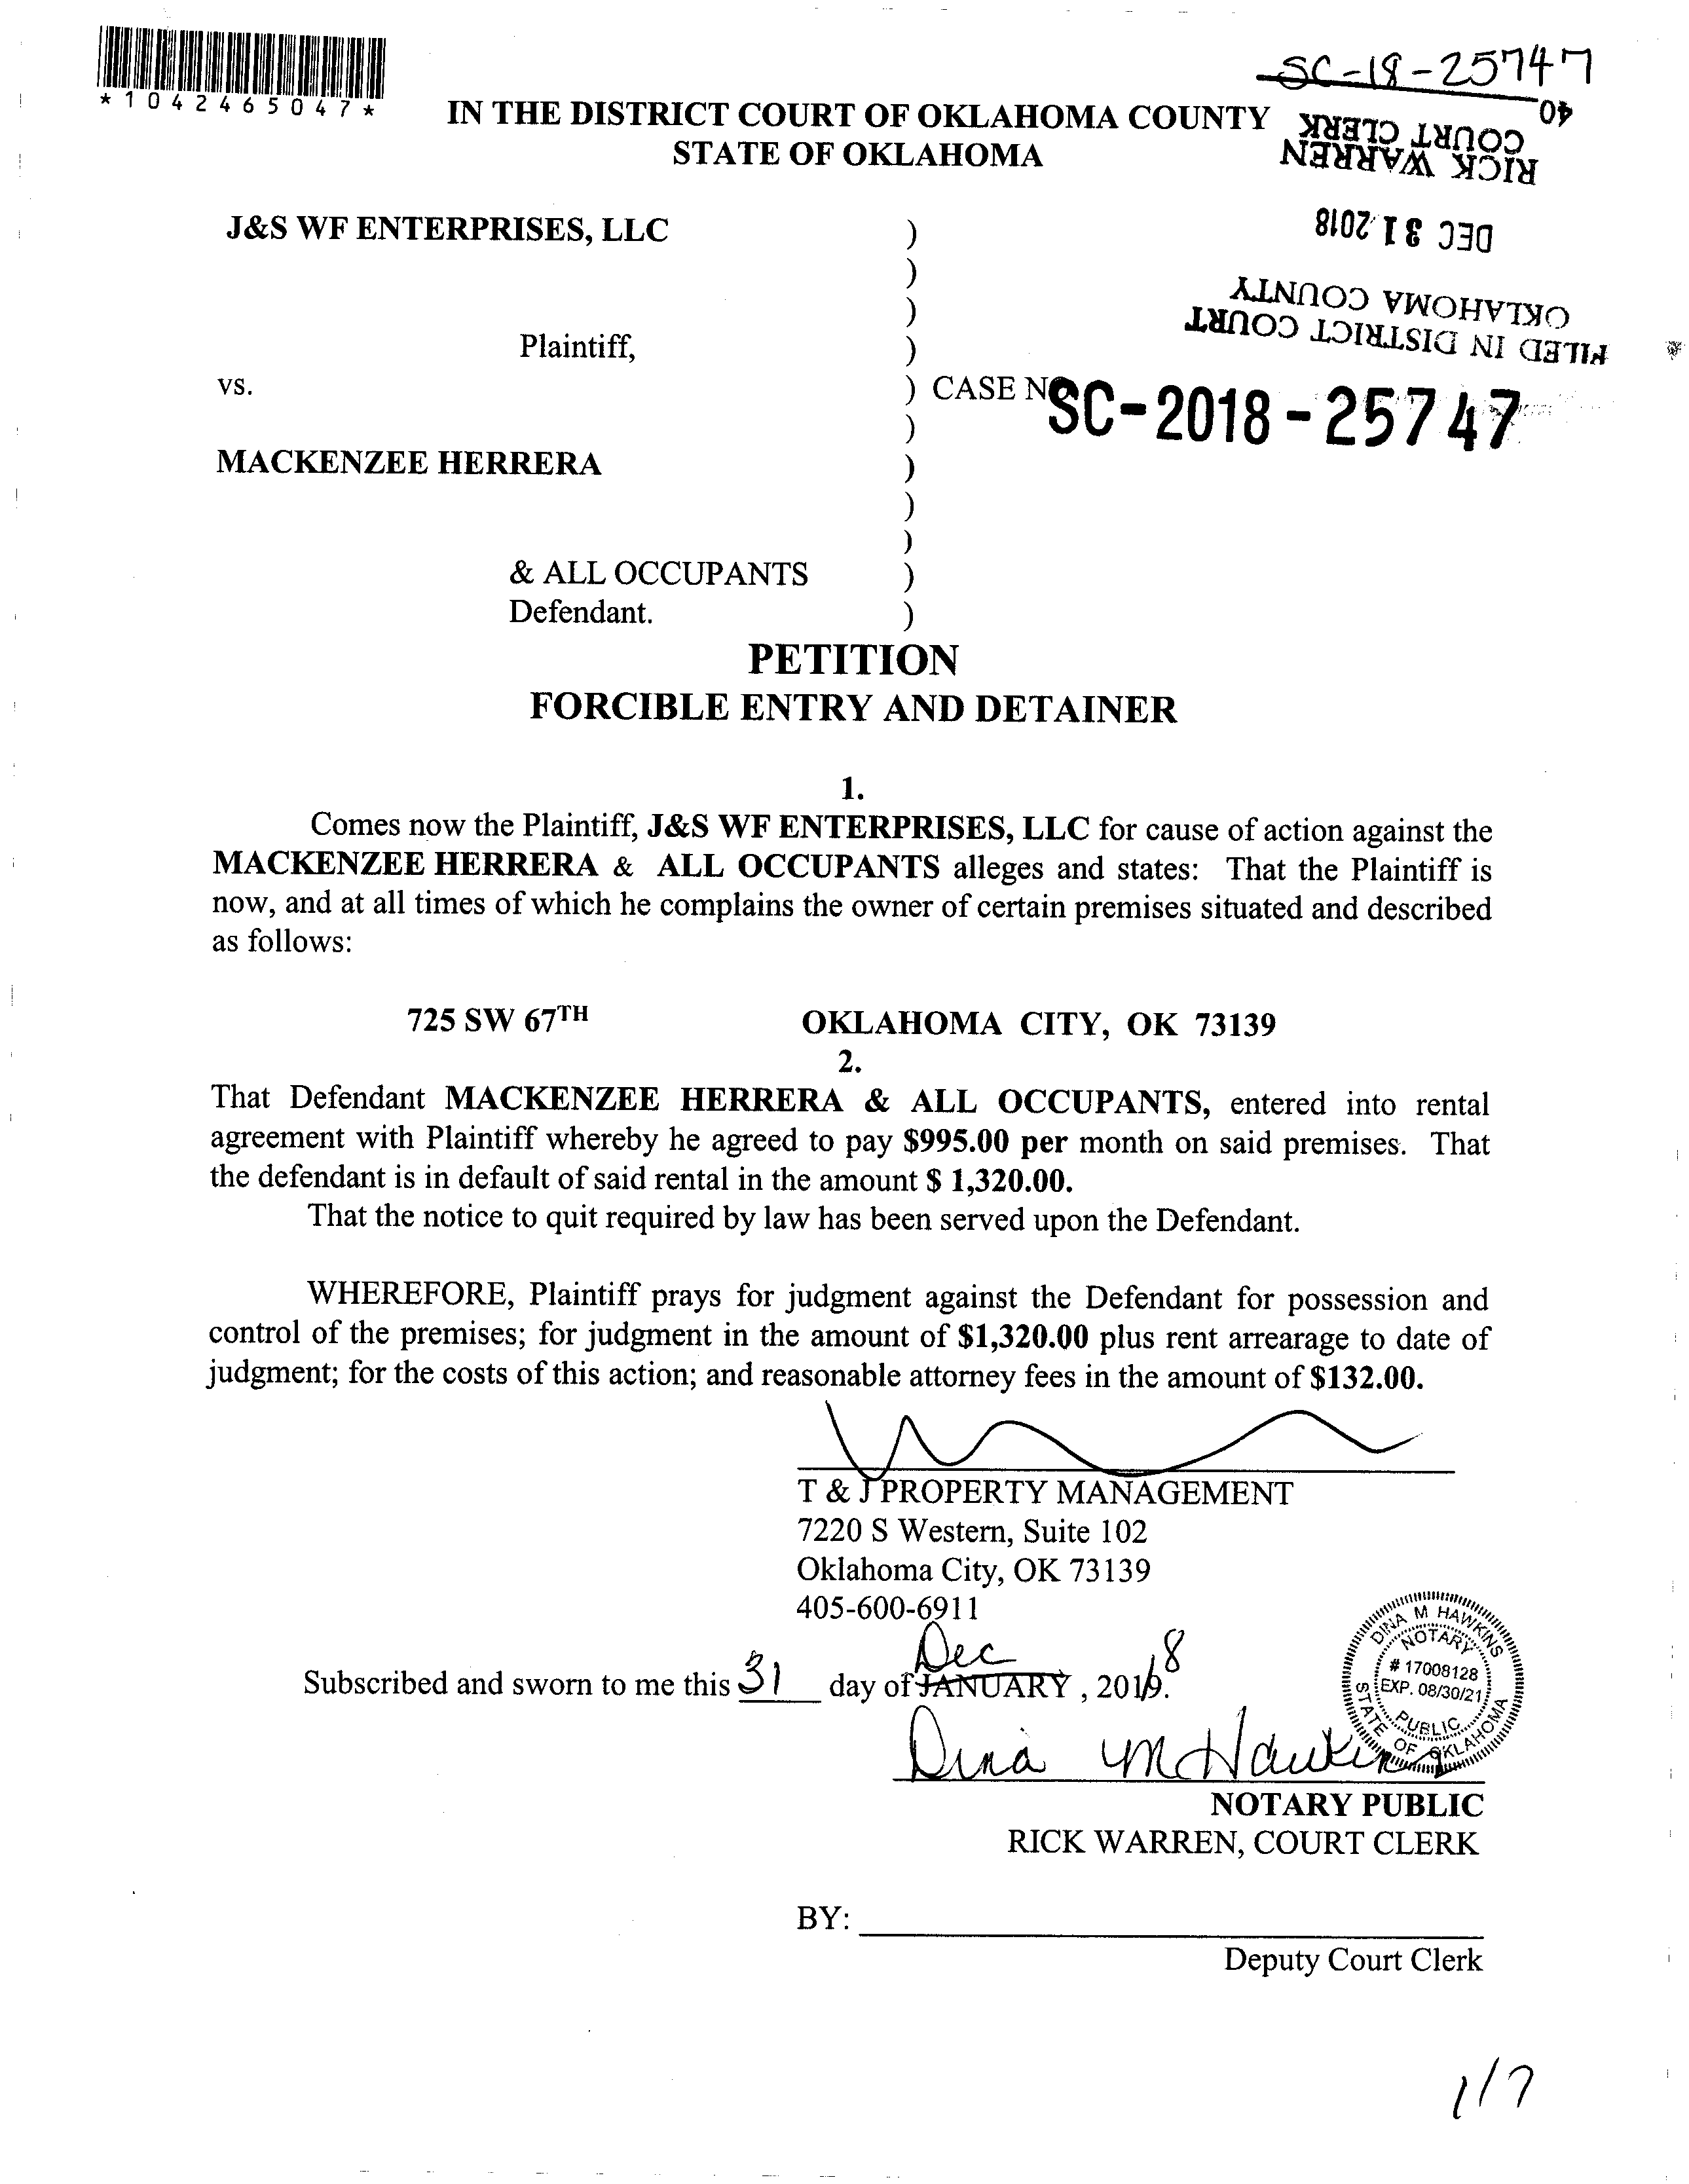 *1042465047*
SC-18-25747
40
IN THE DISTRICT COURT OF OKLAHOMA COUNTY
STATE OF OKLAHOMA
FILED IN DISTRICT COURT
OKLAHOMA COUNTY
DEC 31 2018
RICK WARREN
COURT CLERK
J&S WF ENTERPRISES, LLC )
)
)
Plaintiff, )
vs. ) CASE NO
SC-2018-25747
)
MACKENZEE HERRERA )
)
)
& ALL OCCUPANTS )
Defendant. )
PETITION
FORCIBLE ENTRY AND DETAINER
1.
Comes now the Plaintiff, J&S WF ENTERPRISES, LLC for cause of action against the
MACKENZEE HERRERA & ALL OCCUPANTS alleges and states: That the Plaintiff is
now, and at all times of which he complains the owner of certain premises situated and described
as follows:
725 SW 67TH OKLAHOMA CITY, OK 73139
2.
That Defendant MACKENZEE HERRERA & ALL OCCUPANTS, entered into rental
agreement with Plaintiff whereby he agreed to pay $995.00 per month on said premises. That
the defendant is in default of said rental in the amount $ 1,320.00.
That the notice to quit required by law has been served upon the Defendant.
WHEREFORE, Plaintiff prays for judgment against the Defendant for possession and
control of the premises; for judgment in the amount of $1,320.00 plus rent arrearage to date of
judgment; for the costs of this action; and reasonable attorney fees in the amount of $132.00.
T & J PROPERTY MANAGEMENT
7220 S Western, Suite 102
Oklahoma City, OK 73139
405-600-6911
Dec 8
Subscribed and sworn to me this 31 day of JANUARY , 2019.
DINA M HAWKINS
NOTARY
# 17008128
EXP. 08/30/21
PUBLIC
STATE OF OKLAHOMA
Dina M Hawkins
NOTARY PUBLIC
RICK WARREN, COURT CLERK
BY:
Deputy Court Clerk
1/7